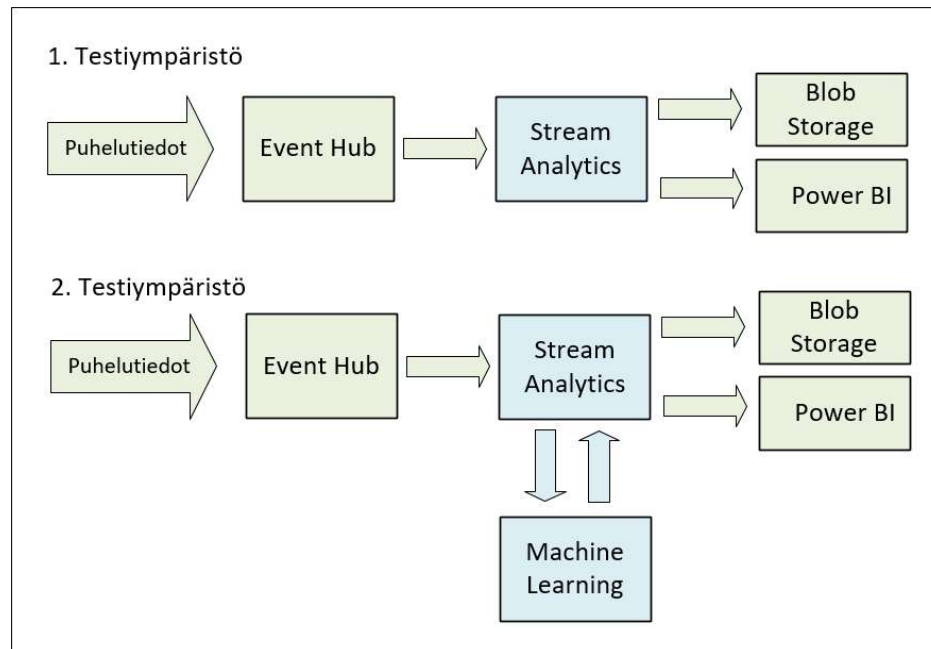 1. Testiympäristö
Puhelutiedot
Event Hub
Stream
Analytics
Blob
Storage
Power BI
2. Testiympäristö
Puhelutiedot
Event Hub
Stream
Analytics
Blob
Storage
Power BI
Machine
Learning